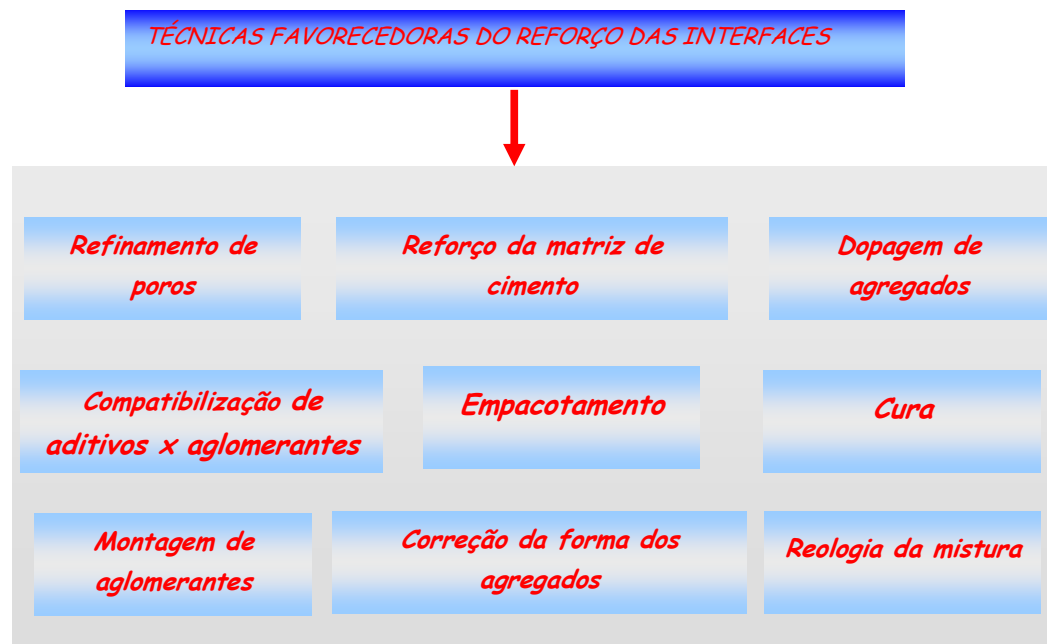 TÉCNICAS FAVORECEDORAS DO REFORÇO DAS INTERFACES
Refinamento de
poros
Reforço da matriz de
cimento
Dopagem de
agregados
Compatibilização de
aditivos x aglomerantes
Empacotamento
Cura
Montagem de
aglomerantes
Correção da forma dos
agregados
Reologia da mistura